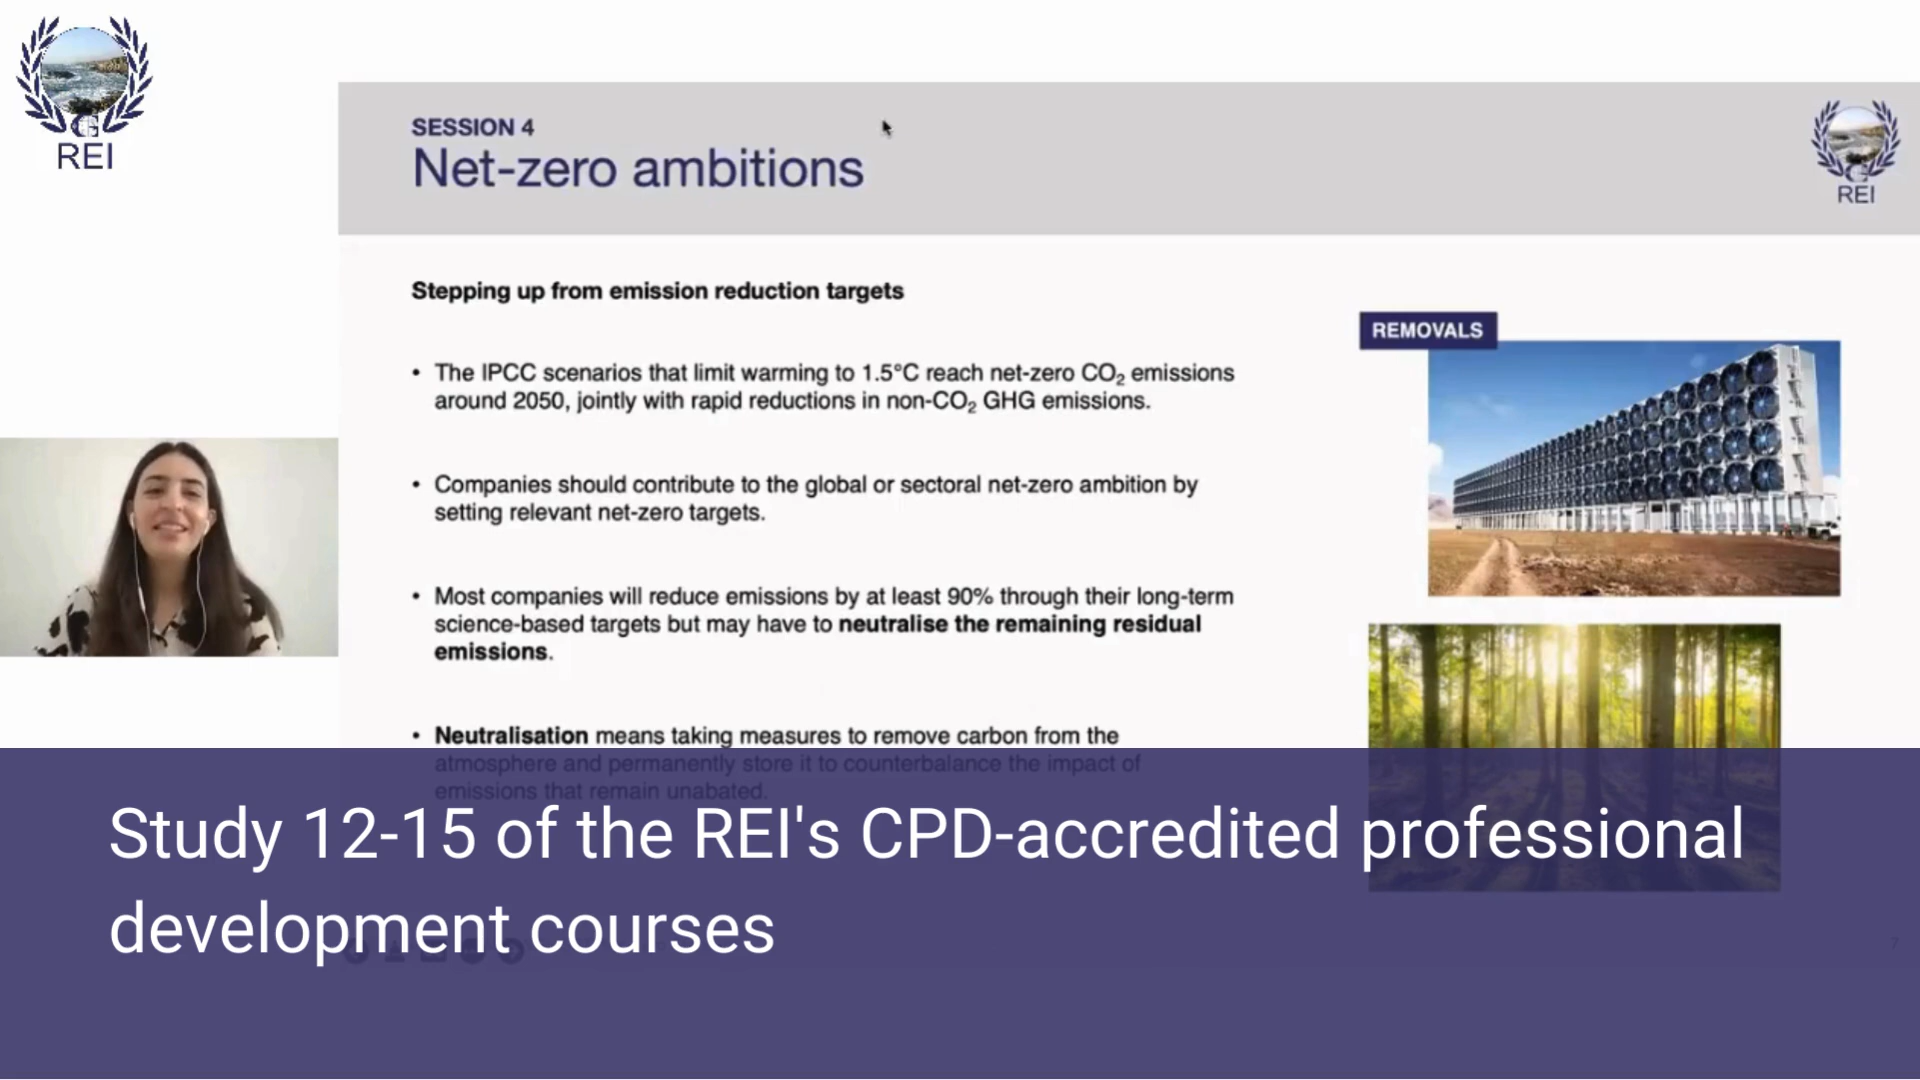 REI
SESSION 4
Net-zero ambitions
REI
Stepping up from emission reduction targets
REMOVALS
• The IPCC scenarios that limit warming to 1.5°C reach net-zero CO₂ emissions
around 2050, jointly with rapid reductions in non-CO₂ GHG emissions.
• Companies should contribute to the global or sectoral net-zero ambition by
setting relevant net-zero targets.
• Most companies will reduce emissions by at least 90% through their long-term
science-based targets but may have to neutralise the remaining residual
emissions.
• Neutralisation means taking measures to remove carbon from the
atmosphere and permanently store it to counterbalance the impact of
emissions that remain unabated.
Study 12-15 of the REI's CPD-accredited professional
development courses
7